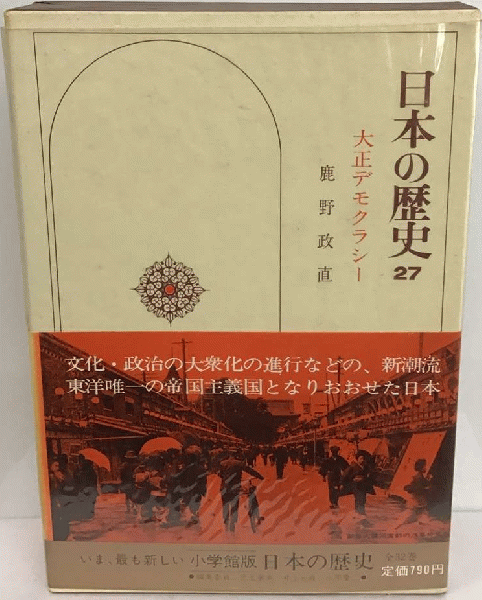 日本の歴史 27
大正デモクラシー
鹿野政直
文化・政治の大衆化の進行などの、新潮流
東洋唯一の帝国主義国となりおおせた日本
いま、最も新しい 小学館版 日本の歴史 全32巻
定価790円